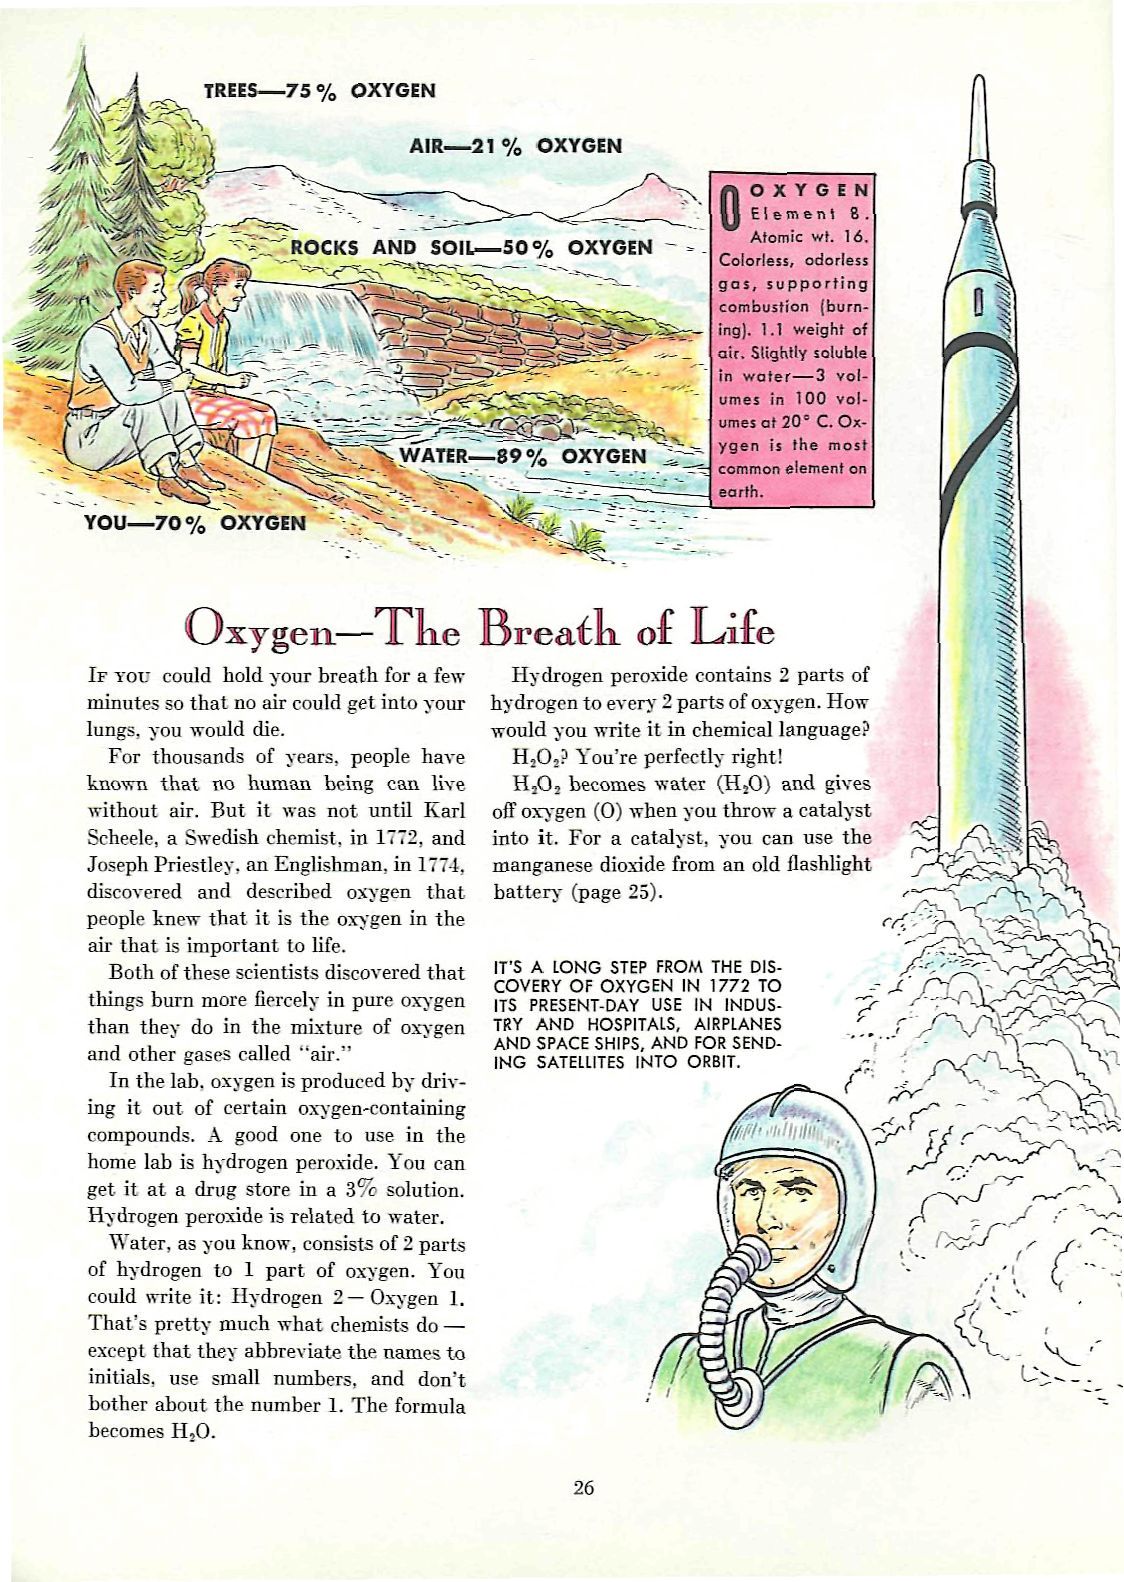 TREES—75% OXYGEN
AIR—21% OXYGEN
ROCKS AND SOIL—50% OXYGEN
WATER—89% OXYGEN
YOU—70% OXYGEN
OXYGEN
Element 8.
Atomic wt. 16.
Colorless, odorless
gas, supporting
combustion (burn-
ing). 1.1 weight of
air. Slightly soluble
in water—3 vol-
umes in 100 vol-
umes at 20° C. Ox-
ygen is the most
common element on
earth.
Oxygen—The Breath of Life
IF YOU could hold your breath for a few
minutes so that no air could get into your
lungs, you would die.
For thousands of years, people have
known that no human being can live
without air. But it was not until Karl
Scheele, a Swedish chemist, in 1772, and
Joseph Priestley, an Englishman, in 1774,
discovered and described oxygen that
people knew that it is the oxygen in the
air that is important to life.
Both of these scientists discovered that
things burn more fiercely in pure oxygen
than they do in the mixture of oxygen
and other gases called “air.”
In the lab, oxygen is produced by driv-
ing it out of certain oxygen-containing
compounds. A good one to use in the
home lab is hydrogen peroxide. You can
get it at a drug store in a 3% solution.
Hydrogen peroxide is related to water.
Water, as you know, consists of 2 parts
of hydrogen to 1 part of oxygen. You
could write it: Hydrogen 2 — Oxygen 1.
That's pretty much what chemists do —
except that they abbreviate the names to
initials, use small numbers, and don't
bother about the number 1. The formula
becomes H₂O.
Hydrogen peroxide contains 2 parts of
hydrogen to every 2 parts of oxygen. How
would you write it in chemical language?
H₂O₂? You're perfectly right!
H₂O₂ becomes water (H₂O) and gives
off oxygen (O) when you throw a catalyst
into it. For a catalyst, you can use the
manganese dioxide from an old flashlight
battery (page 25).
IT'S A LONG STEP FROM THE DIS-
COVERY OF OXYGEN IN 1772 TO
ITS PRESENT-DAY USE IN INDUS-
TRY AND HOSPITALS, AIRPLANES
AND SPACE SHIPS, AND FOR SEND-
ING SATELLITES INTO ORBIT.
26